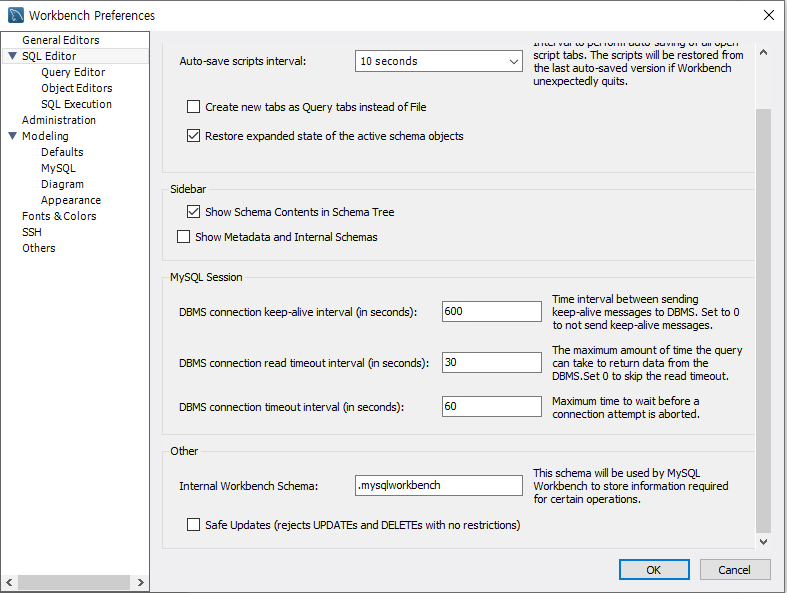 Workbench Preferences
General Editors
SQL Editor
Query Editor
Object Editors
SQL Execution
Administration
Modeling
Defaults
MySQL
Diagram
Appearance
Fonts & Colors
SSH
Others
Auto-save scripts interval:
10 seconds
Interval to perform auto-saving of all open
script tabs. The scripts will be restored from
the last auto-saved version if Workbench
unexpectedly quits.
Create new tabs as Query tabs instead of File
Restore expanded state of the active schema objects
Sidebar
Show Schema Contents in Schema Tree
Show Metadata and Internal Schemas
MySQL Session
DBMS connection keep-alive interval (in seconds):
600
Time interval between sending
keep-alive messages to DBMS. Set to 0
to not send keep-alive messages.
DBMS connection read timeout interval (in seconds):
30
The maximum amount of time the query
can take to return data from the
DBMS.Set 0 to skip the read timeout.
DBMS connection timeout interval (in seconds):
60
Maximum time to wait before a
connection attempt is aborted.
Other
Internal Workbench Schema:
.mysqlworkbench
This schema will be used by MySQL
Workbench to store information required
for certain operations.
Safe Updates (rejects UPDATEs and DELETEs with no restrictions)
OK
Cancel